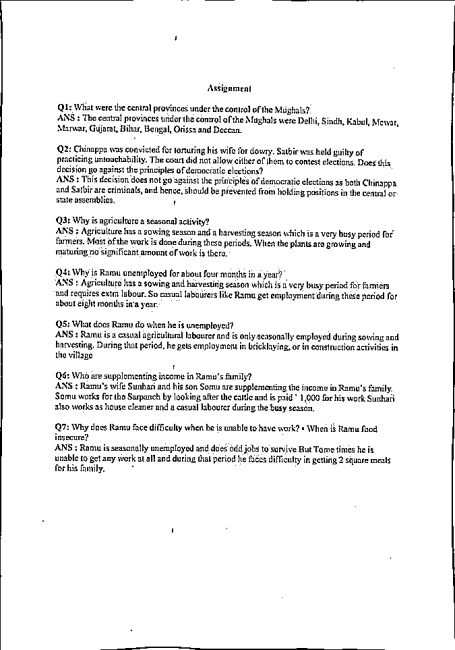 Assignment
Q1: What were the central provinces under the control of the Mughals?
ANS : The central provinces under the control of the Mughals were Delhi, Sindh, Kabul, Mewar,
Marwar, Gujarat, Bihar, Bengal, Orissa and Deccan.
Q2: Chinappa was convicted for torturing his wife for dowry. Satbir was held guilty of
practicing untouchability. The court did not allow either of them to contest elections. Does this
decision go against the principles of democratic elections?
ANS : This decision does not go against the principles of democratic elections as both Chinappa
and Satbir are criminals, and hence, should be prevented from holding positions in the central or
state assemblies.
Q3: Why is agriculture a seasonal activity?
ANS : Agriculture has a sowing season and a harvesting season which is a very busy period for
farmers. Most of the work is done during these periods. When the plants are growing and
maturing no significant amount of work is there.
Q4: Why is Ramu unemployed for about four months in a year?
ANS : Agriculture has a sowing and harvesting season which is a very busy period for farmers
and requires extra labour. So casual labourers like Ramu get employment during these period for
about eight months in a year.
Q5: What does Ramu do when he is unemployed?
ANS : Ramu is a casual agricultural labourer and is only seasonally employed during sowing and
harvesting. During that period, he gets employment in bricklaying, or in construction activities in
the village
Q6: Who are supplementing income in Ramu's family?
ANS : Ramu's wife Sunhari and his son Somu are supplementing the income in Ramu's family.
Somu works for the Sarpanch by looking after the cattle and is paid ` 1,000 for his work Sunhari
also works as house cleaner and a casual labourer during the busy season.
Q7: Why does Ramu face difficulty when he is unable to have work? • When is Ramu food
insecure?
ANS : Ramu is seasonally unemployed and does odd jobs to survive But Tome times he is
unable to get any work at all and during that period he faces difficulty in getting 2 square meals
for his family.